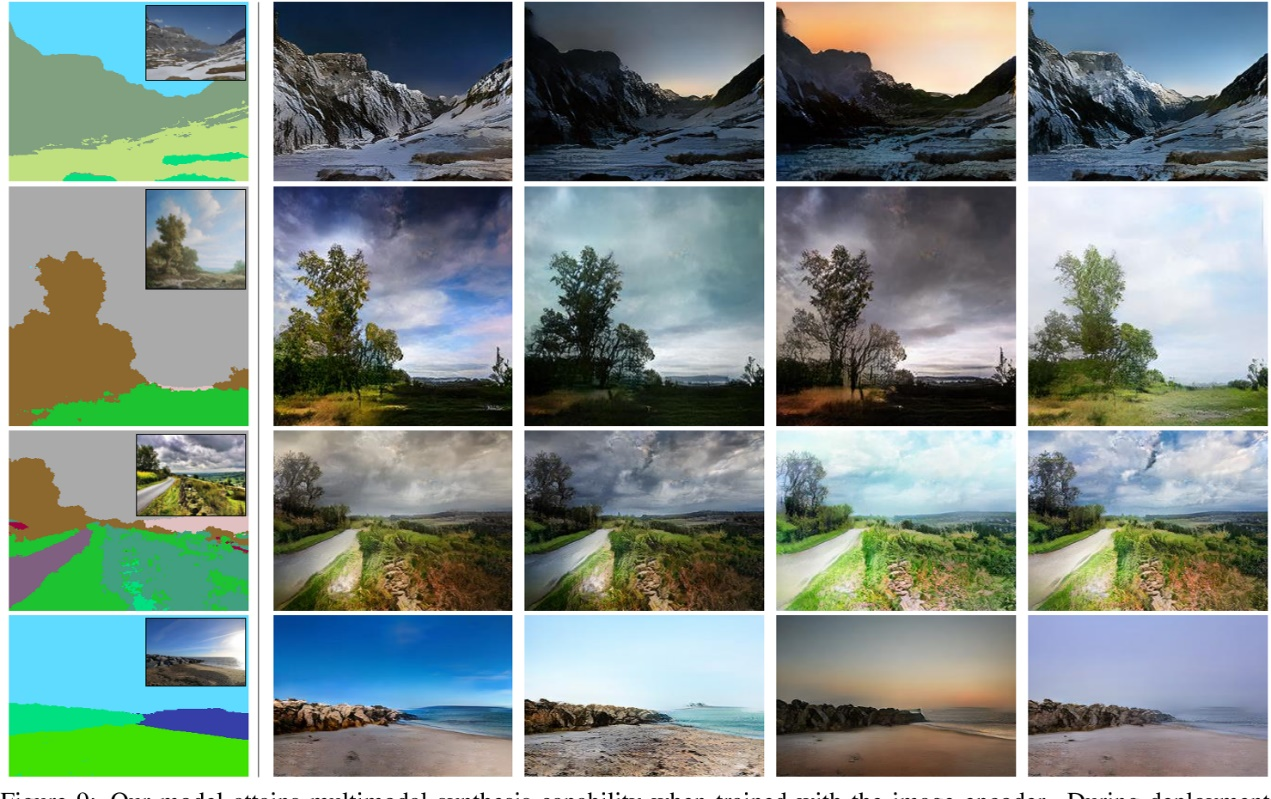 Figure 9: Our model attains multimodal synthesis capability when trained with the image encoder. During deployment